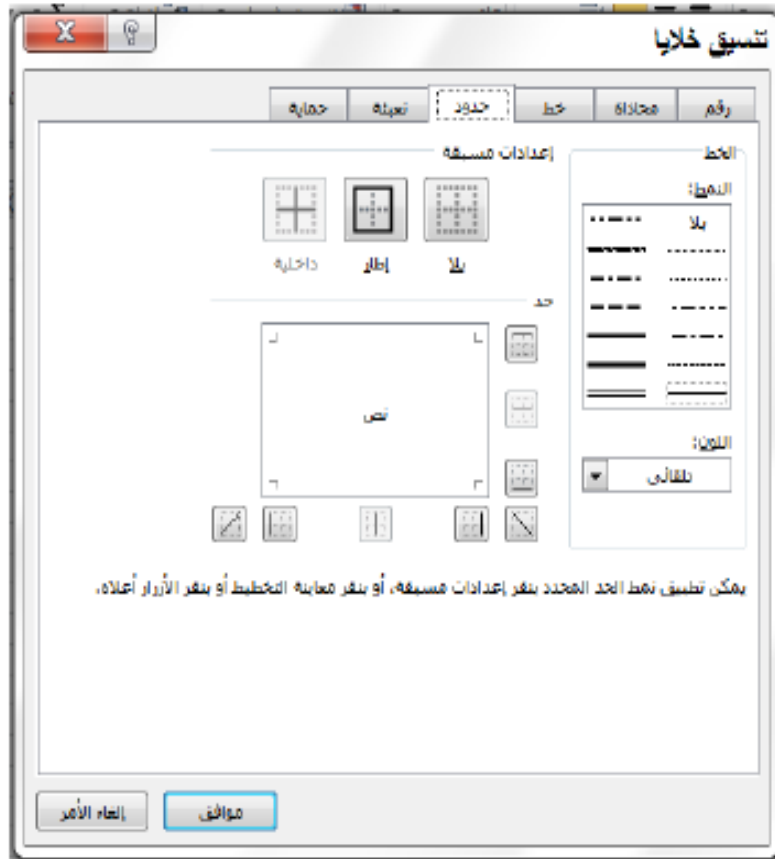 تنسيق خلايا
رقم محاذاة خط حدود تعبئة حماية
الخط
النمط:
بلا
اللون:
تلقائي
إعدادات مسبقة
بلا إطار داخلية
حد
نص
يمكن تطبيق نمط الحد المحدد بنقر إعدادات مسبقة، أو بنقر معاينة التخطيط أو بنقر الأزرار أعلاه.
موافق إلغاء الأمر